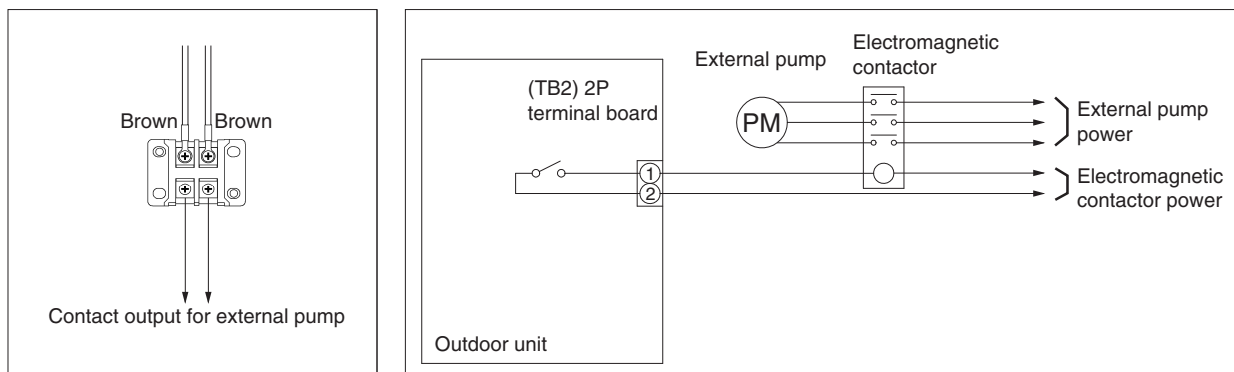 Brown Brown
Contact output for external pump
(TB2) 2P
terminal board
1
2
Outdoor unit
External pump
PM
Electromagnetic
contactor
External pump
power
Electromagnetic
contactor power